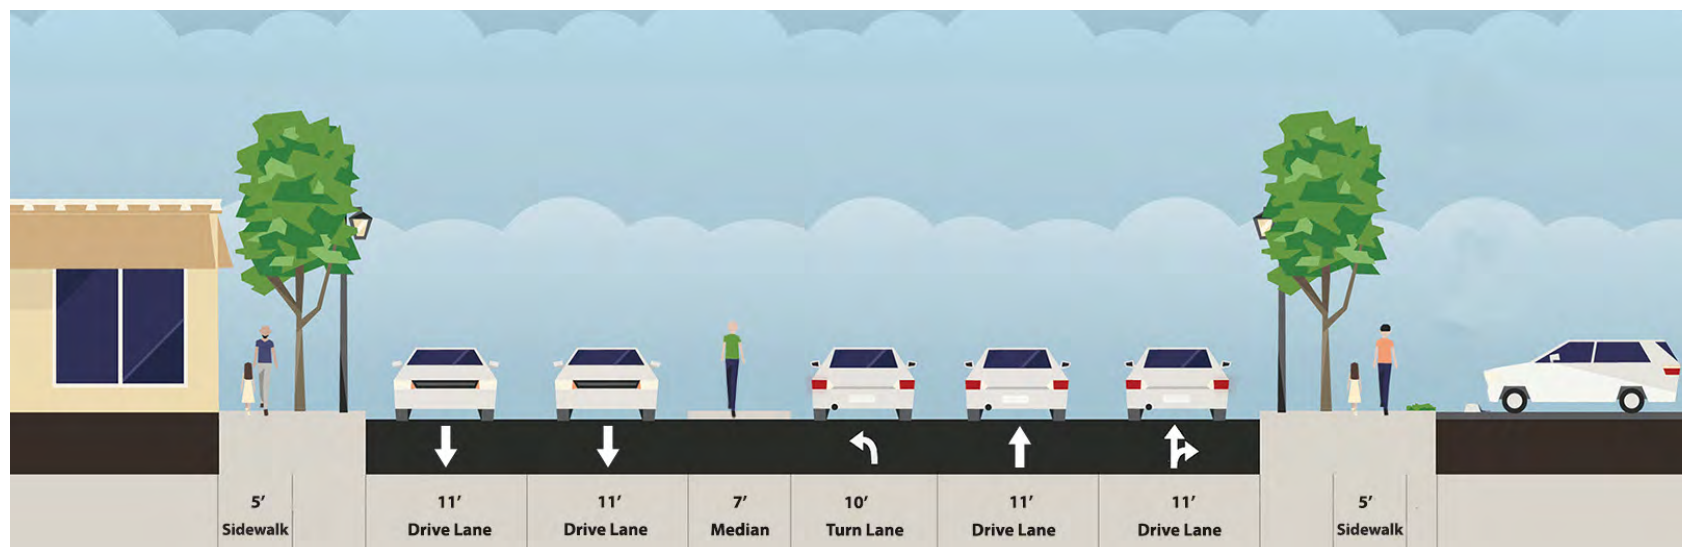 5′
Sidewalk
11′
Drive Lane
11′
Drive Lane
7′
Median
10′
Turn Lane
11′
Drive Lane
11′
Drive Lane
5′
Sidewalk